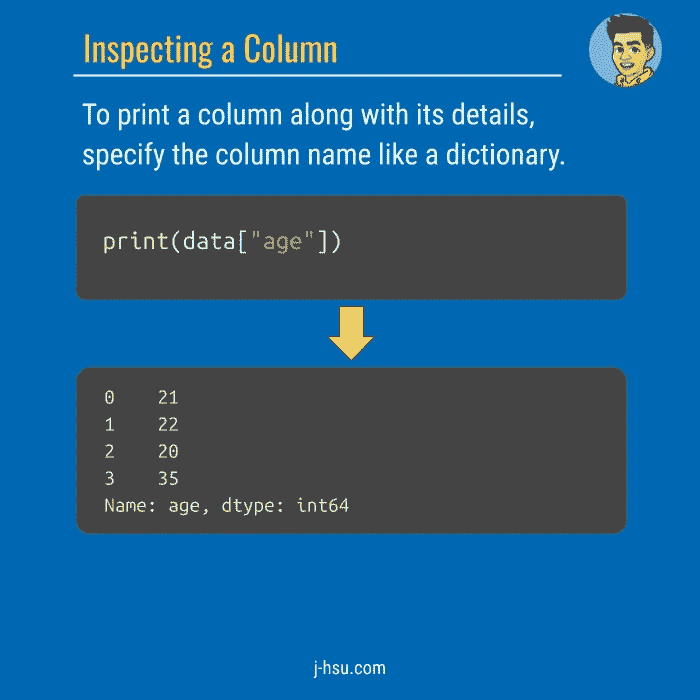 Inspecting a Column
To print a column along with its details,
specify the column name like a dictionary.
print(data["age"])
0    21
1    22
2    20
3    35
Name: age, dtype: int64
j-hsu.com